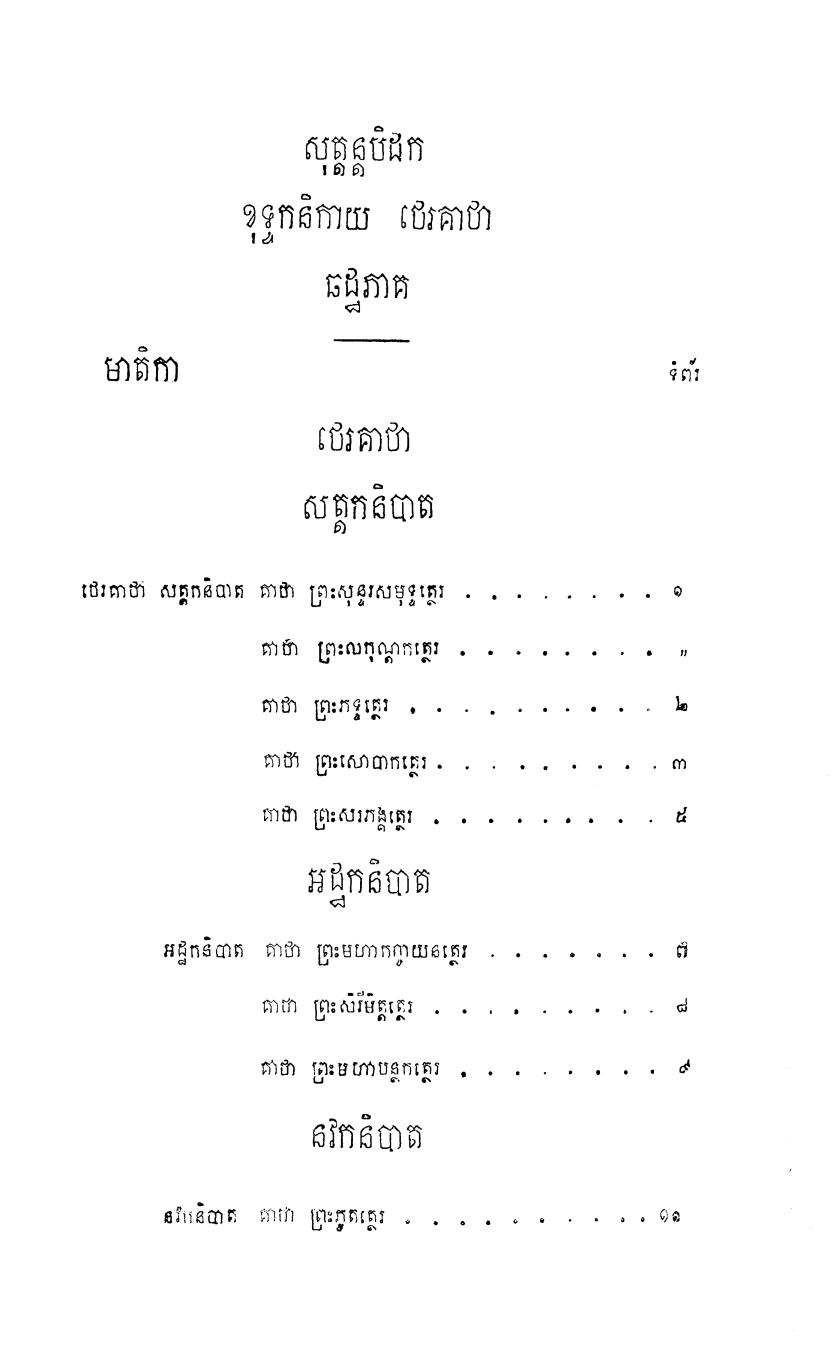 សុត្តន្តបិដក
ខុទ្ទកនិកាយ ថេរគាថា
ឆដ្ឋភាគ
មាតិកា ទំព័រ
ថេរគាថា
សត្តកនិបាត
ថេរគាថា សត្តកនិបាត គាថា ព្រះសុន្ទរសមុទ្ទត្ថេរ . . . . . . . . ១
គាថា ព្រះលកុណ្តកត្ថេរ . . . . . . . . "
គាថា ព្រះភទ្ទត្ថេរ . . . . . . . . . . ២
គាថា ព្រះសោបាកត្ថេរ . . . . . . . . . ៣
គាថា ព្រះសរភង្គត្ថេរ . . . . . . . . . ៥
អដ្ឋកនិបាត
អដ្ឋកនិបាត គាថា ព្រះមហាកច្ចាយនត្ថេរ . . . . . . . ៧
គាថា ព្រះសិរីមិត្តត្ថេរ . . . . . . . . . ៨
គាថា ព្រះមហាបន្ថកត្ថេរ . . . . . . . . ៩
នវកនិបាត
នវកនិបាត គាថា ព្រះភូតត្ថេរ . . . . . . . . . . ១១